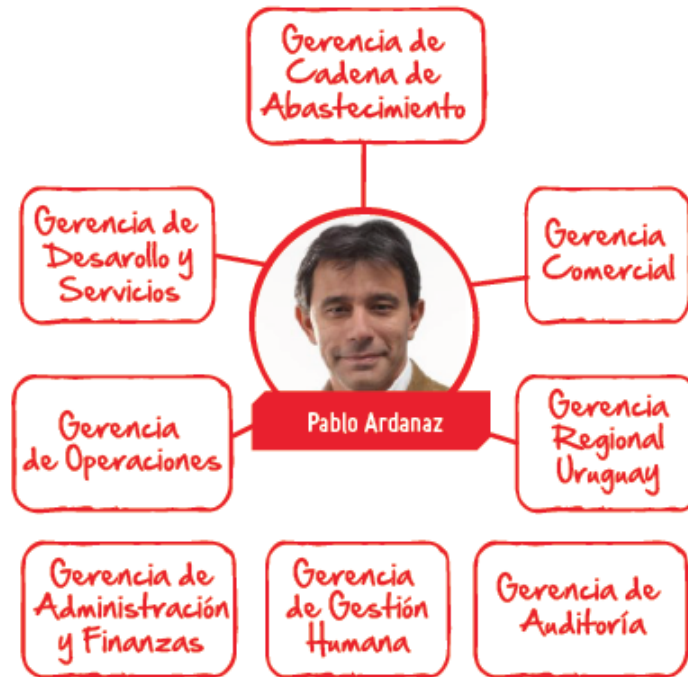 Gerencia de
Cadena de
Abastecimiento
Gerencia de
Desarollo y
Servicios
Gerencia
Comercial
Pablo Ardanaz
Gerencia
de Operaciones
Gerencia
Regional
Uruguay
Gerencia de
Administración
y Finanzas
Gerencia
de Gestión
Humana
Gerencia de
Auditoría